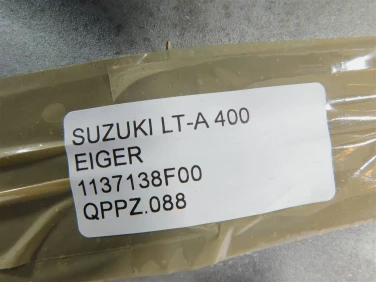 SUZUKI LT-A 400
EIGER
1137138F00
QPPZ.088